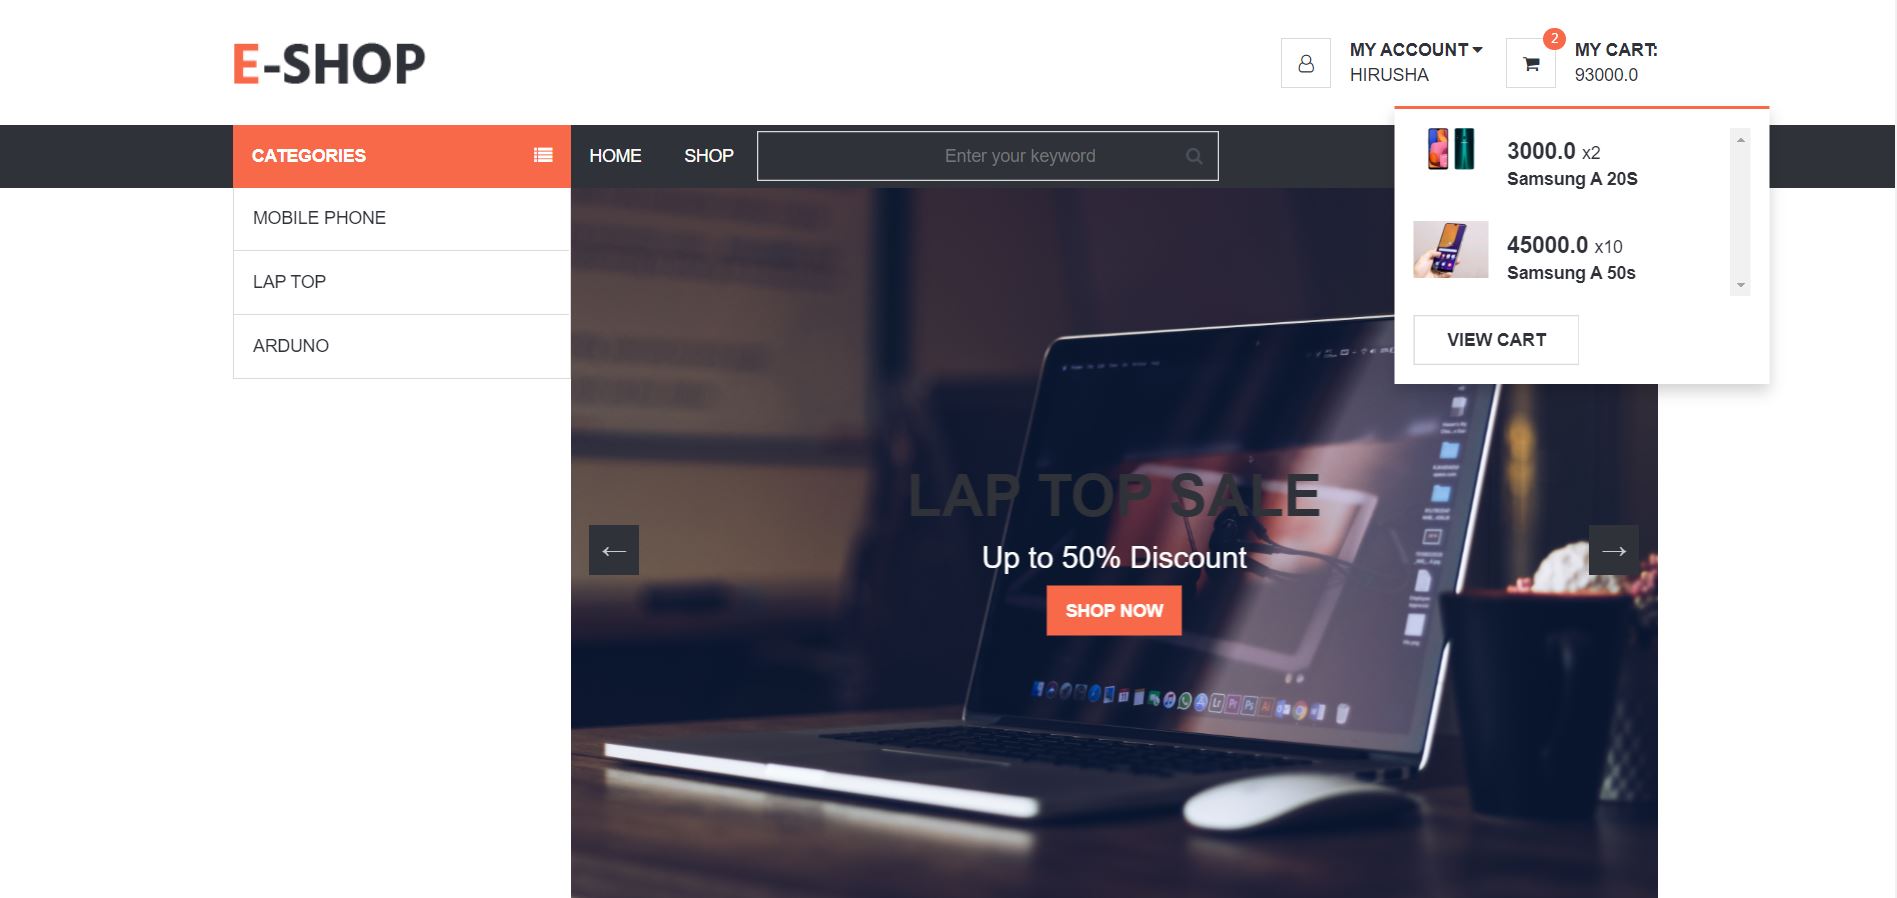 E-SHOP
MY ACCOUNT
HIRUSHA
2
MY CART:
93000.0
CATEGORIES
HOME
SHOP
Enter your keyword
3000.0 x2
Samsung A 20S
45000.0 x10
Samsung A 50s
VIEW CART
MOBILE PHONE
LAP TOP
ARDUNO
LAP TOP SALE
Up to 50% Discount
←
→
SHOP NOW